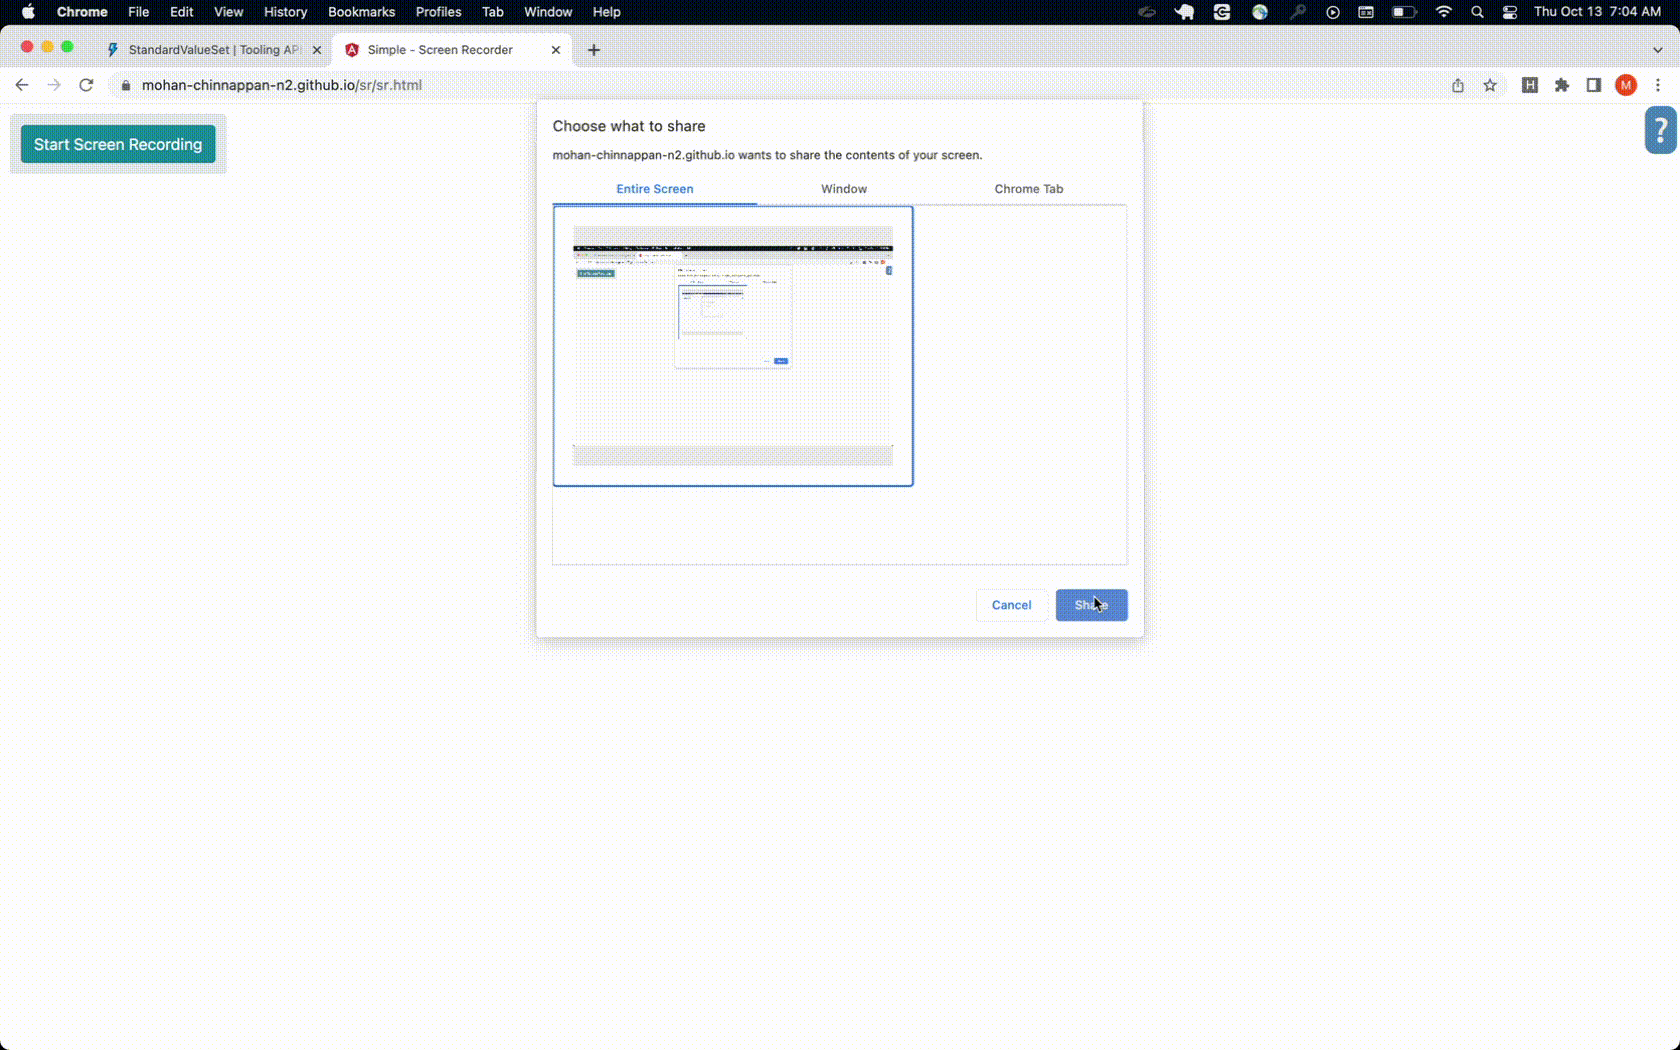 Chrome File Edit View History Bookmarks Profiles Tab Window Help Thu Oct 13 7:04 AM
StandardValueSet | Tooling AP Simple - Screen Recorder
mohan-chinnappan-n2.github.io/sr/sr.html H M
Start Screen Recording
?
Choose what to share
mohan-chinnappan-n2.github.io wants to share the contents of your screen.
Entire Screen Window Chrome Tab
Cancel Share